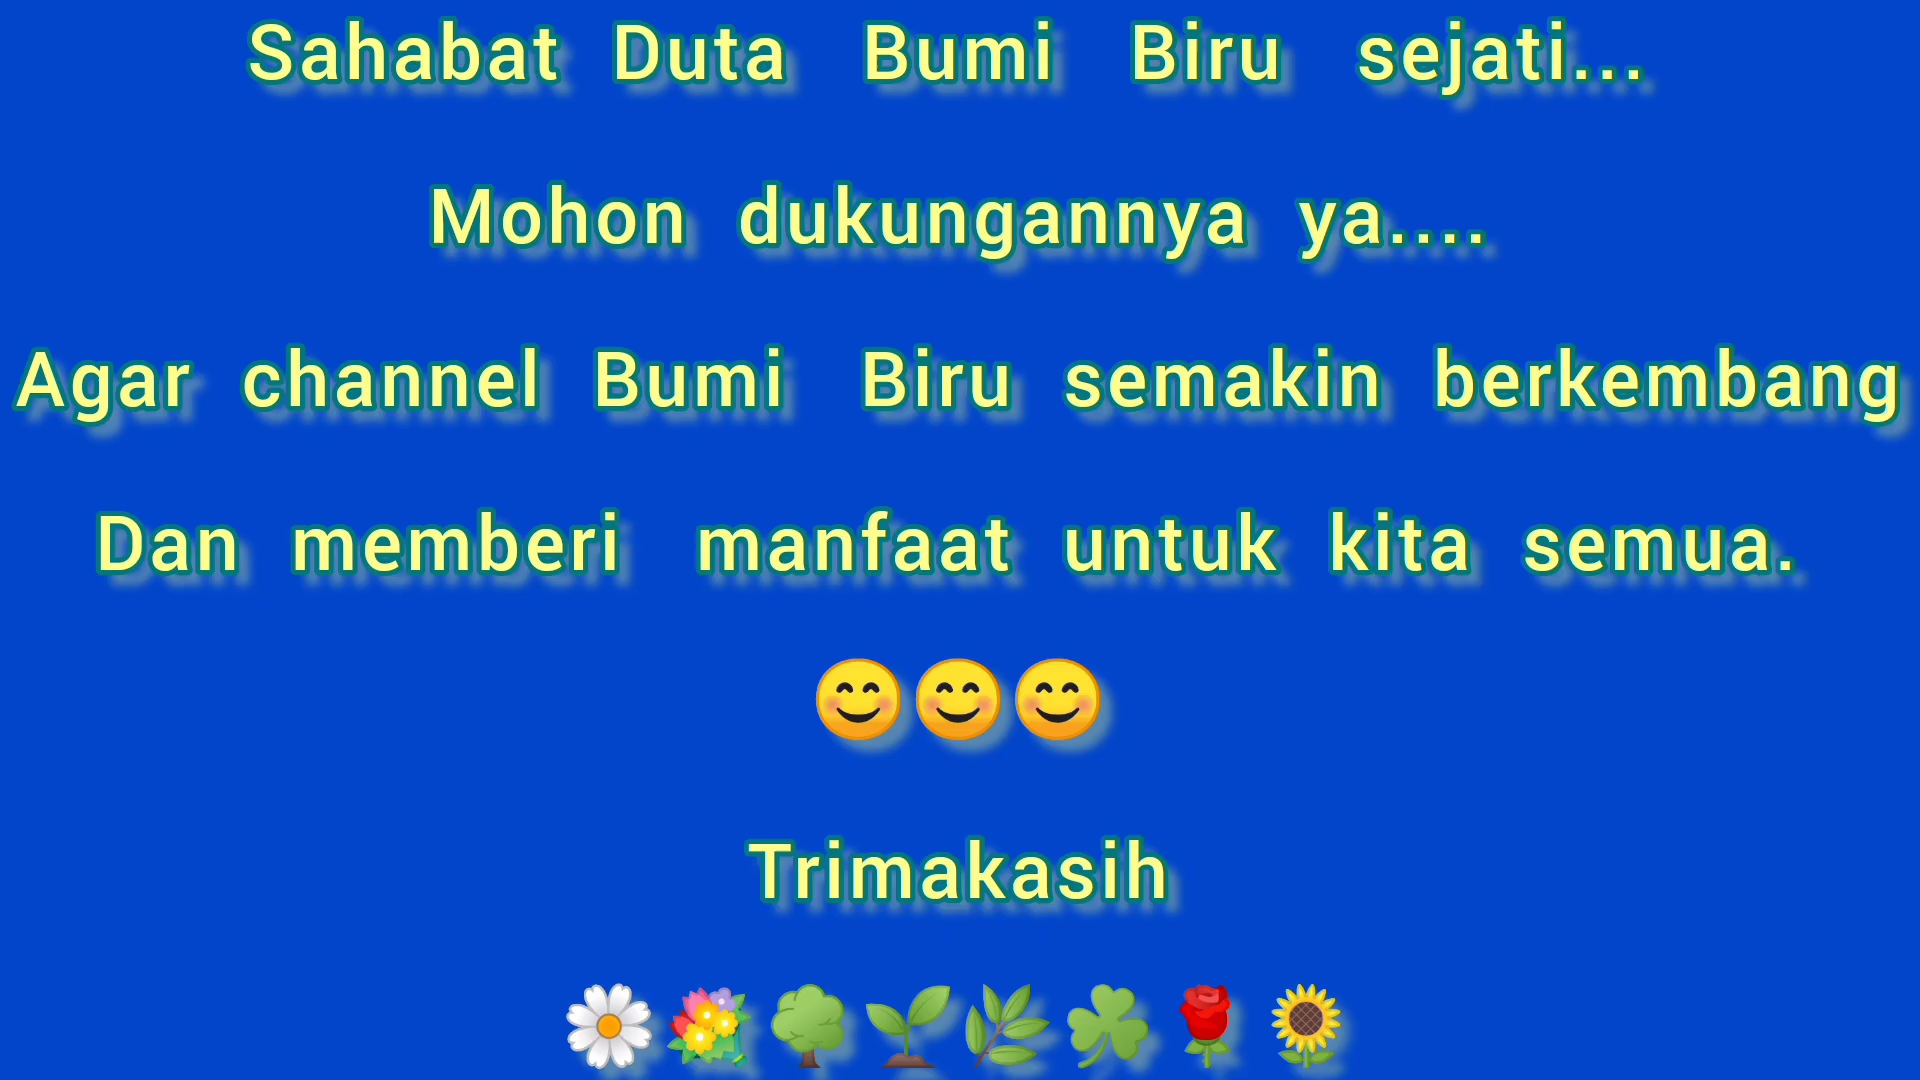 Sahabat Duta Bumi Biru sejati...
Mohon dukungannya ya....
Agar channel Bumi Biru semakin berkembang
Dan memberi manfaat untuk kita semua.
😊😊😊
Trimakasih
🌼💐🌳🌱🌿☘🌹🌻